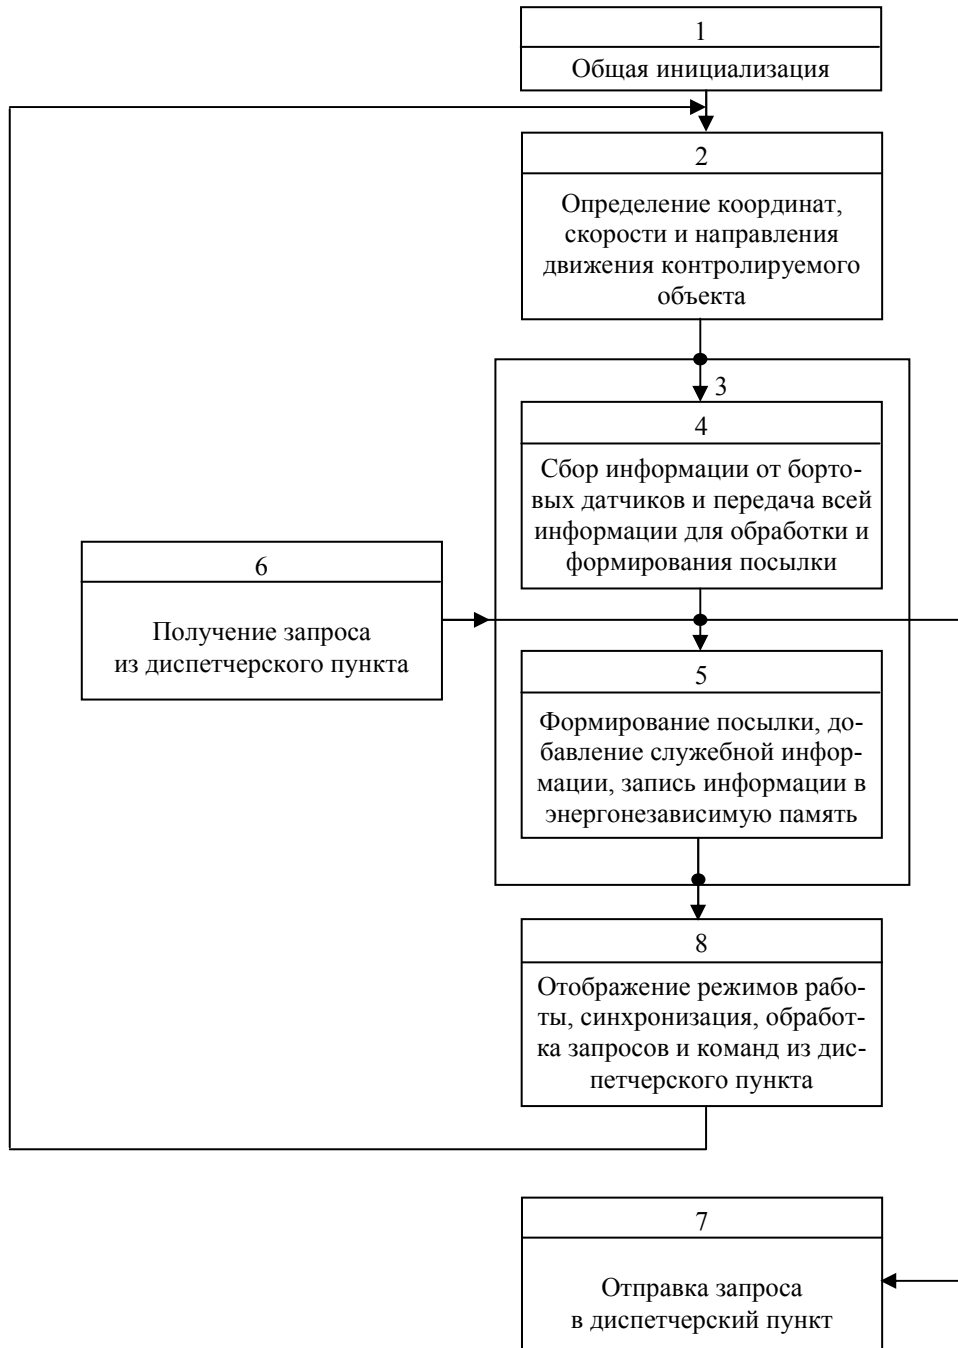 1
Общая инициализация
2
Определение координат,
скорости и направления
движения контролируемого
объекта
3
4
Сбор информации от борто-
вых датчиков и передача всей
информации для обработки и
формирования посылки
6
Получение запроса
из диспетчерского пункта
5
Формирование посылки, до-
бавление служебной инфор-
мации, запись информации в
энергонезависимую память
8
Отображение режимов рабо-
ты, синхронизация, обработ-
ка запросов и команд из дис-
петчерского пункта
7
Отправка запроса
в диспетчерский пункт